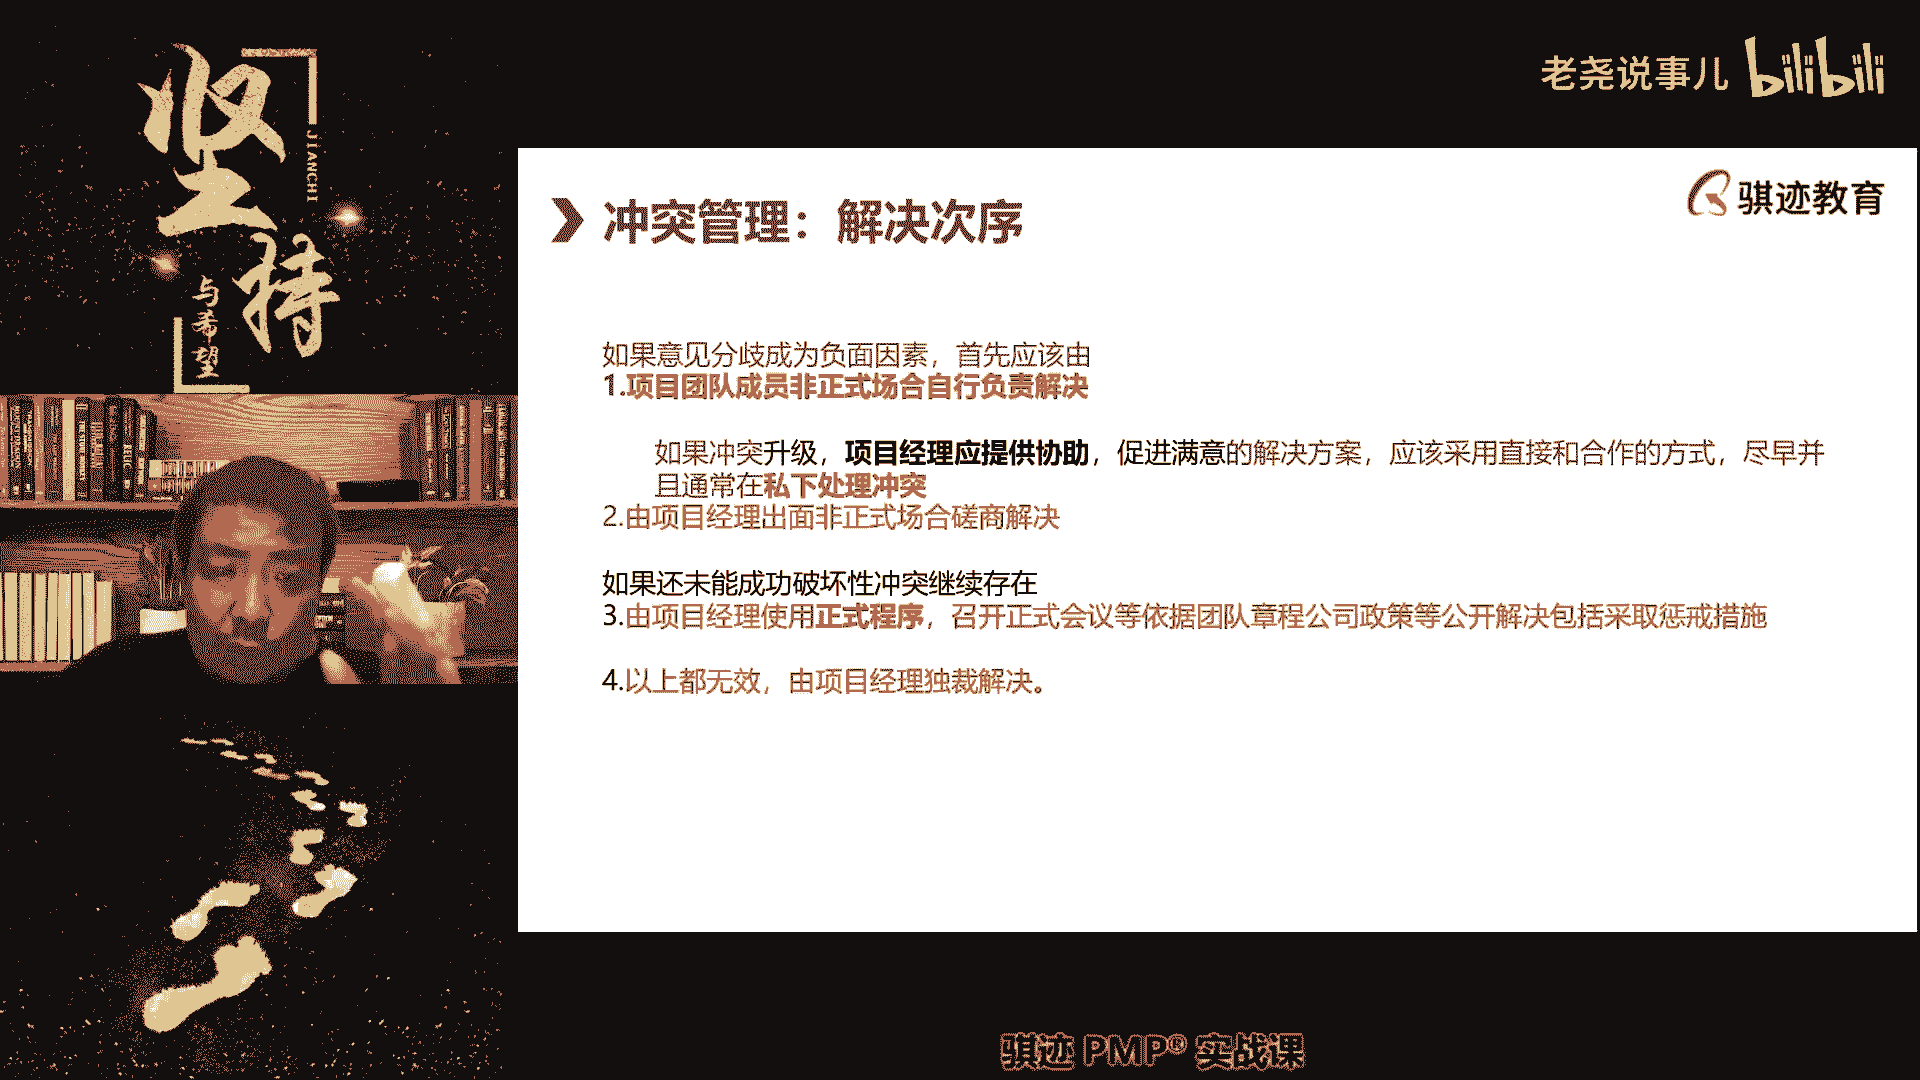 坚持
JIANCHI
与希望
老尧说事儿 bilibili
骐迹教育
冲突管理：解决次序
如果意见分歧成为负面因素，首先应该由
1.项目团队成员非正式场合自行负责解决
如果冲突升级，项目经理应提供协助，促进满意的解决方案，应该采用直接和合作的方式，尽早并
且通常在私下处理冲突
2.由项目经理出面非正式场合磋商解决
如果还未能成功破坏性冲突继续存在
3.由项目经理使用正式程序，召开正式会议等依据团队章程公司政策等公开解决包括采取惩戒措施
4.以上都无效，由项目经理独裁解决。
骐迹 PMP® 实战课